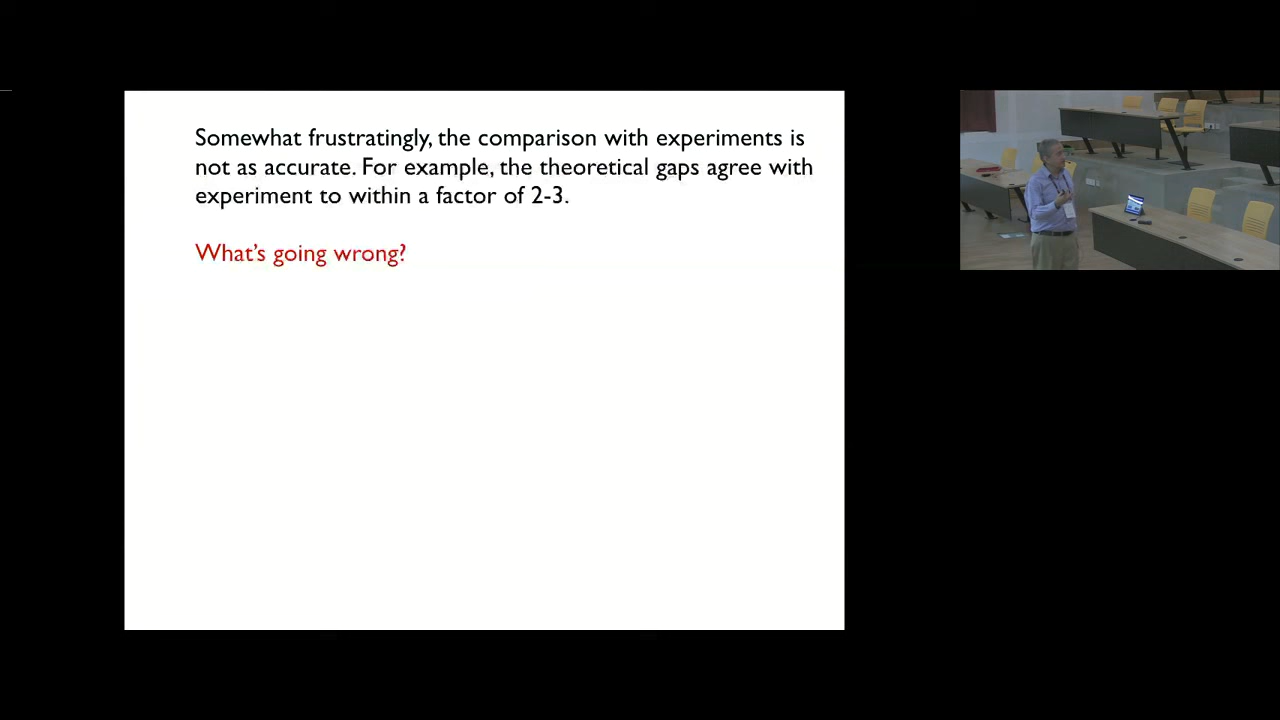 Somewhat frustratingly, the comparison with experiments is
not as accurate. For example, the theoretical gaps agree with
experiment to within a factor of 2-3.
What's going wrong?